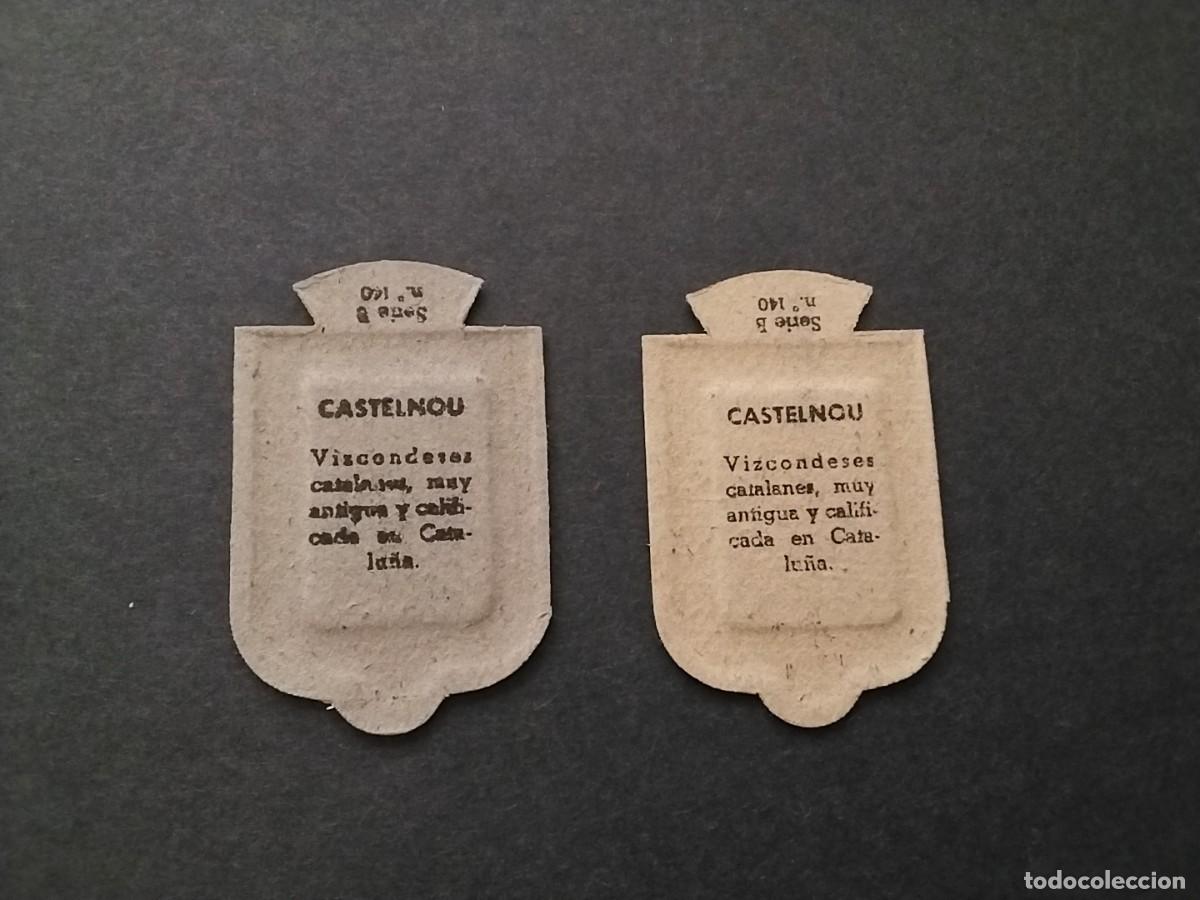 Serie B
n.º 140
CASTELNOU
Vizcondeses
catalanes, muy
antigua y califi-
cada en Cata-
luña.
Serie B
n.º 140
CASTELNOU
Vizcondeses
catalanes, muy
antigua y califi-
cada en Cata-
luña.
todocoleccion